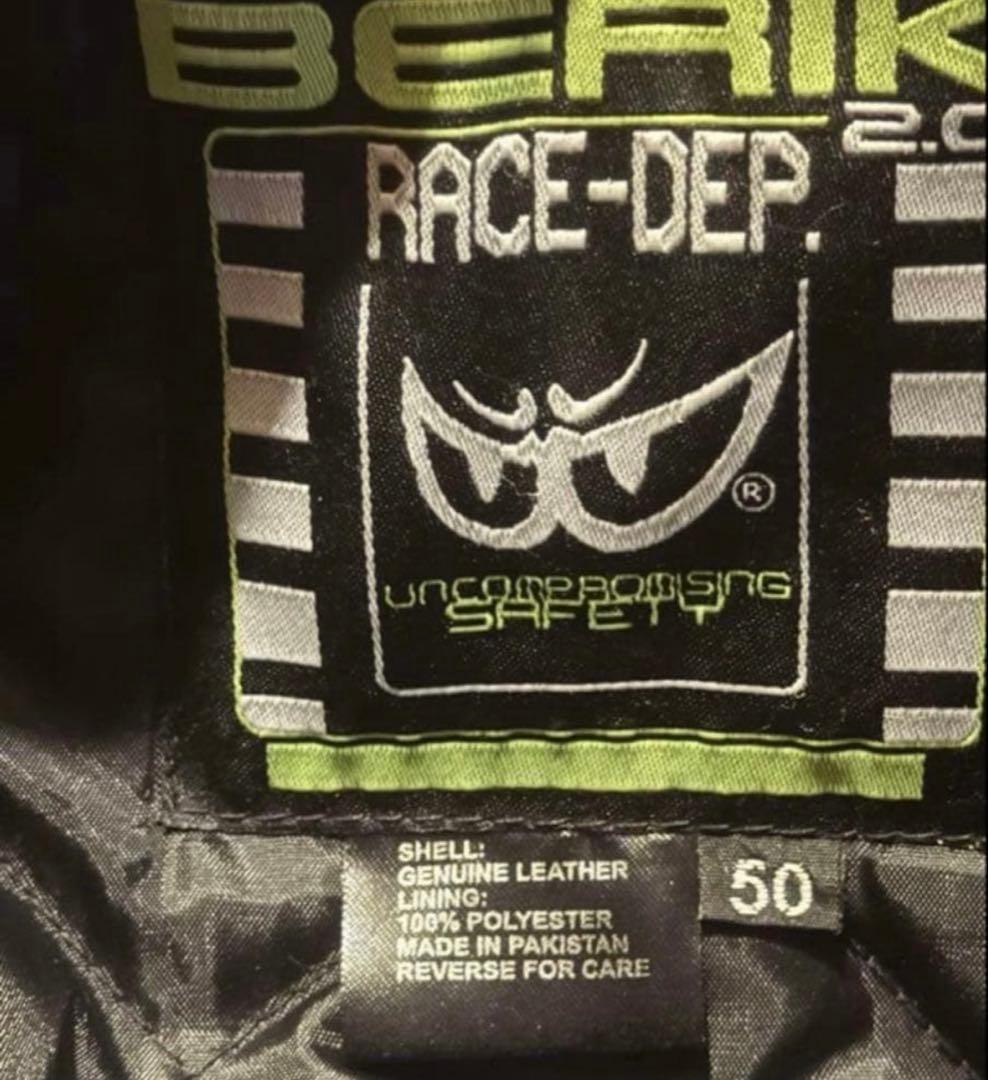 BERIK
2.0
RACE-DEP.
®
UNCOMPROMISING
SAFETY
SHELL:
GENUINE LEATHER
LINING:
100% POLYESTER
MADE IN PAKISTAN
REVERSE FOR CARE
50